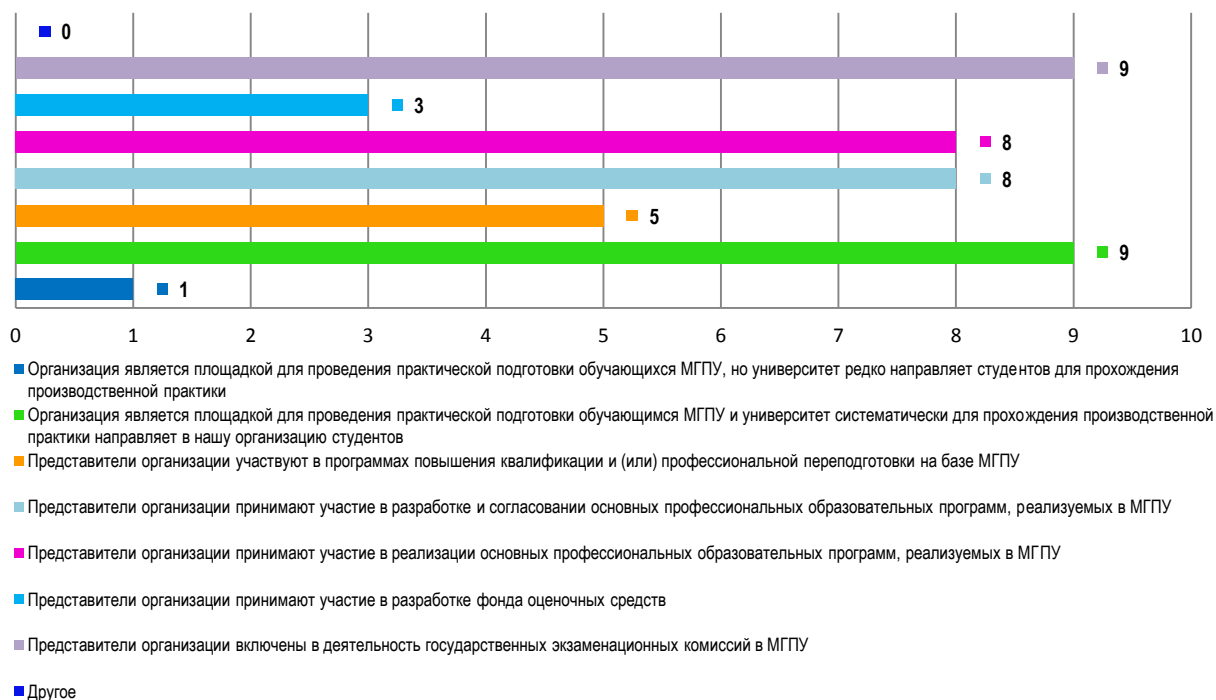 0
9
3
8
8
5
9
1
0 1 2 3 4 5 6 7 8 9 10
Организация является площадкой для проведения практической подготовки обучающихся МГПУ, но университет редко направляет студентов для прохождения
производственной практики
Организация является площадкой для проведения практической подготовки обучающимся МГПУ и университет систематически для прохождения производственной
практики направляет в нашу организацию студентов
Представители организации участвуют в программах повышения квалификации и (или) профессиональной переподготовки на базе МГПУ
Представители организации принимают участие в разработке и согласовании основных профессиональных образовательных программ, реализуемых в МГПУ
Представители организации принимают участие в реализации основных профессиональных образовательных программ, реализуемых в МГПУ
Представители организации принимают участие в разработке фонда оценочных средств
Представители организации включены в деятельность государственных экзаменационных комиссий в МГПУ
Другое